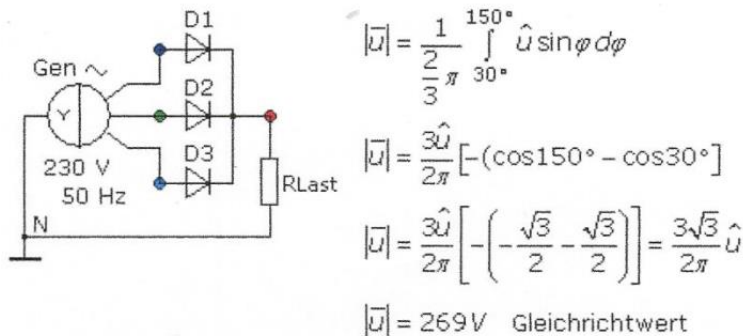 D1
Gen ~
D2
Y
D3
230 V
50 Hz
RLast
N
|u̅| = 1 / (2/3 π) ∫ 30° 150° û sin φ dφ
|u̅| = 3û / 2π [-(cos150° - cos30°)]
|u̅| = 3û / 2π [-(-√3/2 - √3/2)] = 3√3 / 2π û
|u̅| = 269V Gleichrichtwert